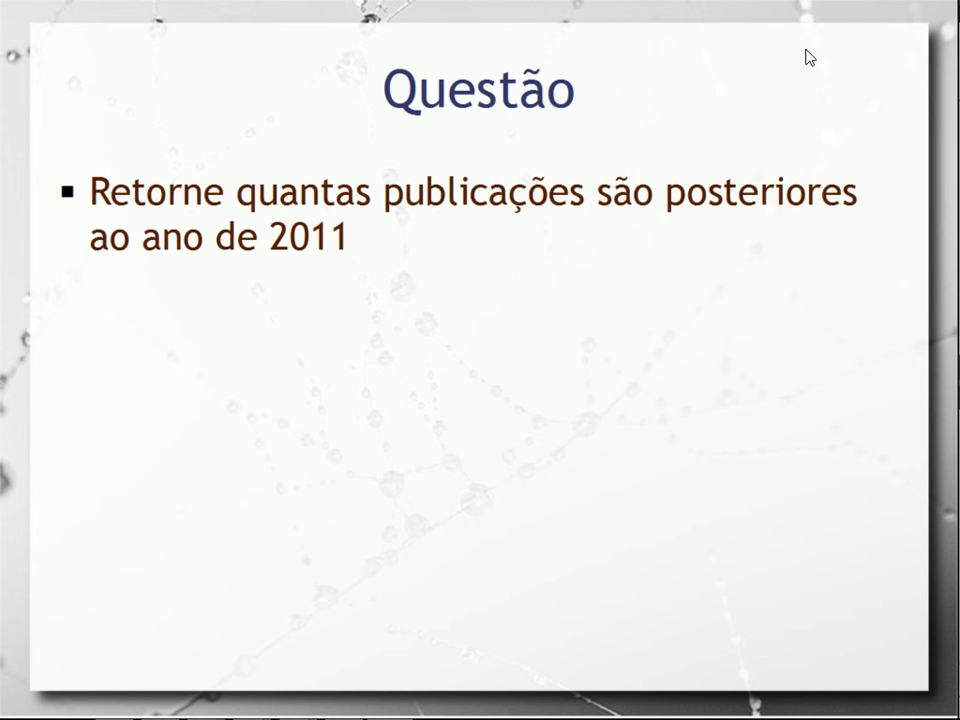 Questão
Retorne quantas publicações são posteriores
ao ano de 2011